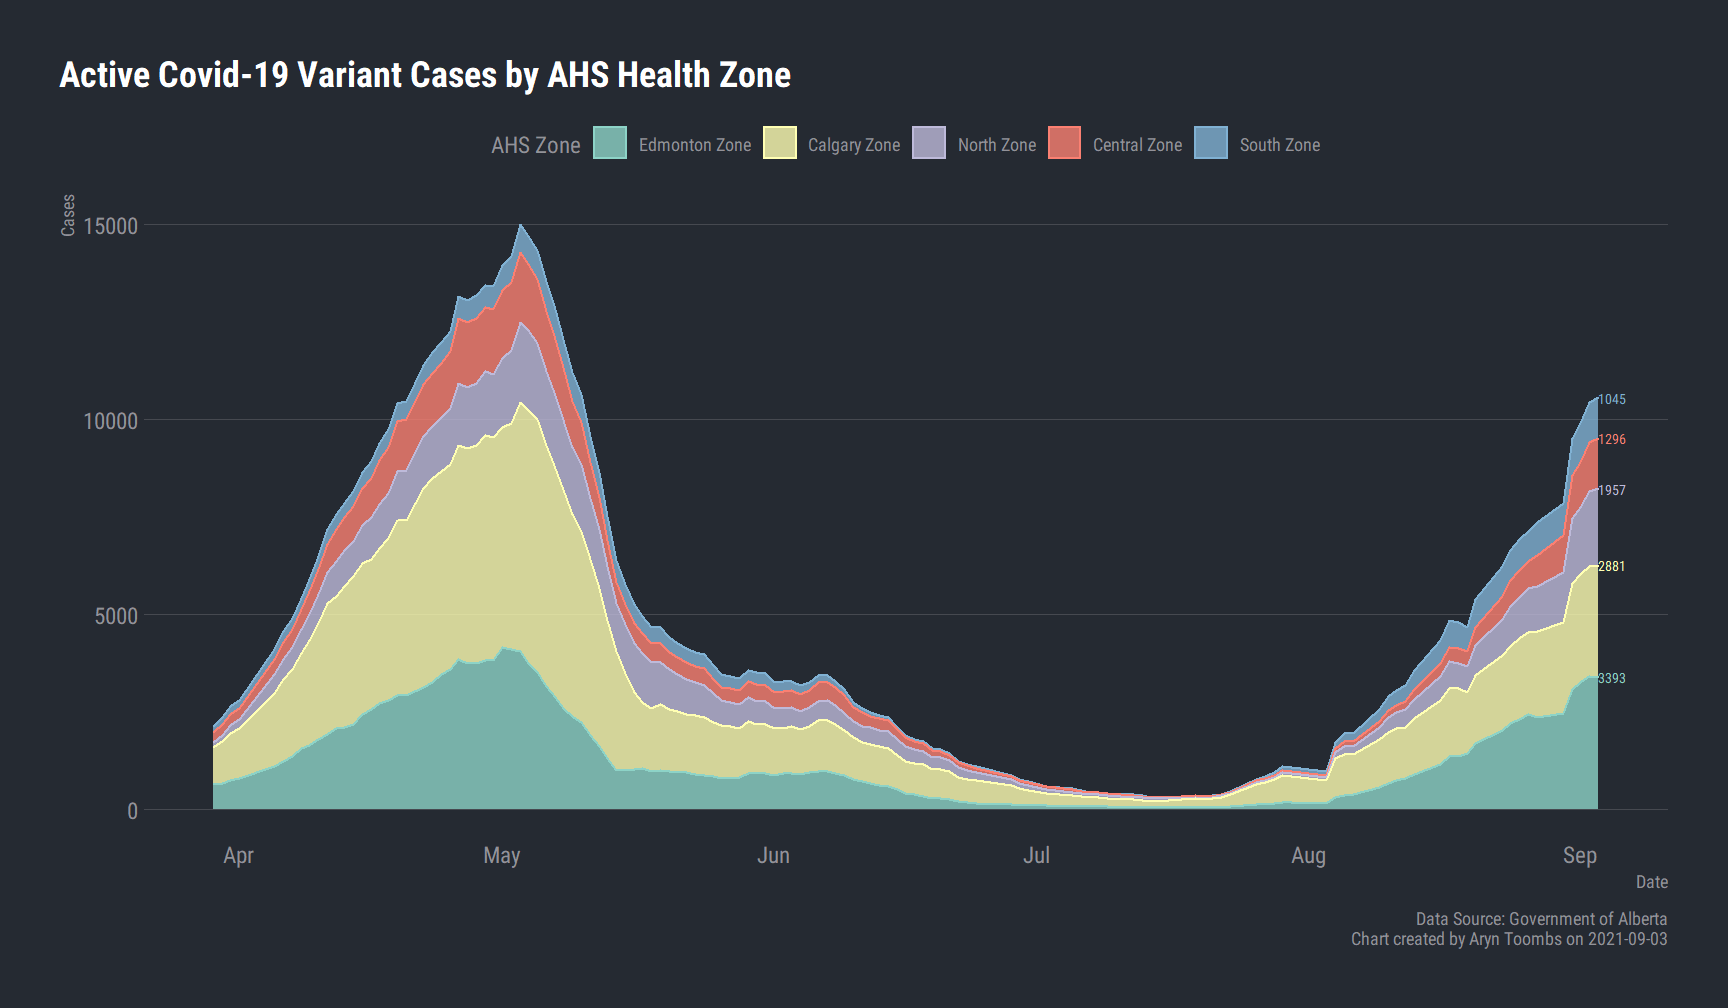 Active Covid-19 Variant Cases by AHS Health Zone
AHS Zone Edmonton Zone Calgary Zone North Zone Central Zone South Zone
Cases
15000
10000
5000
0
1045
1296
1957
2881
3393
Apr May Jun Jul Aug Sep
Date
Data Source: Government of Alberta
Chart created by Aryn Toombs on 2021-09-03